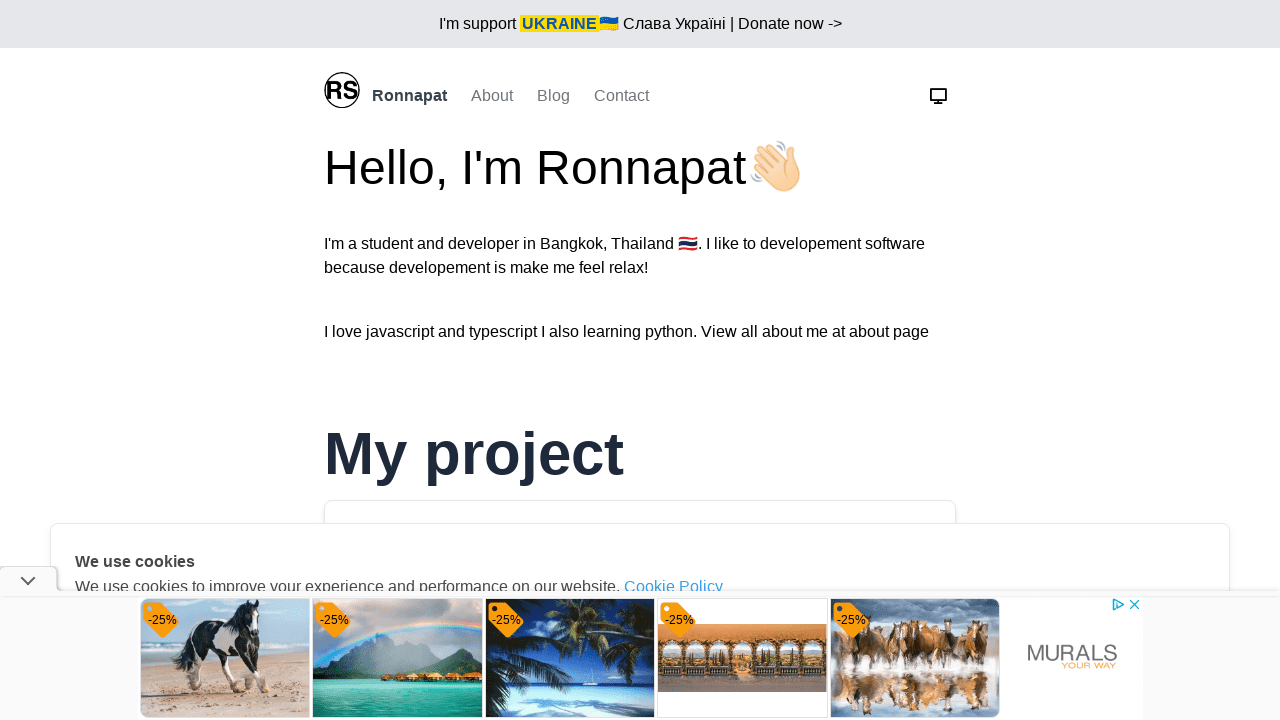 I'm support UKRAINE🇺🇦 Слава Україні | Donate now ->
RS Ronnapat About Blog Contact
Hello, I'm Ronnapat👋🏻
I'm a student and developer in Bangkok, Thailand 🇹🇭. I like to developement software
because developement is make me feel relax!
I love javascript and typescript I also learning python. View all about me at about page
My project
We use cookies
We use cookies to improve your experience and performance on our website. Cookie Policy
-25% -25% -25% -25% -25%
MURALS
YOUR WAY